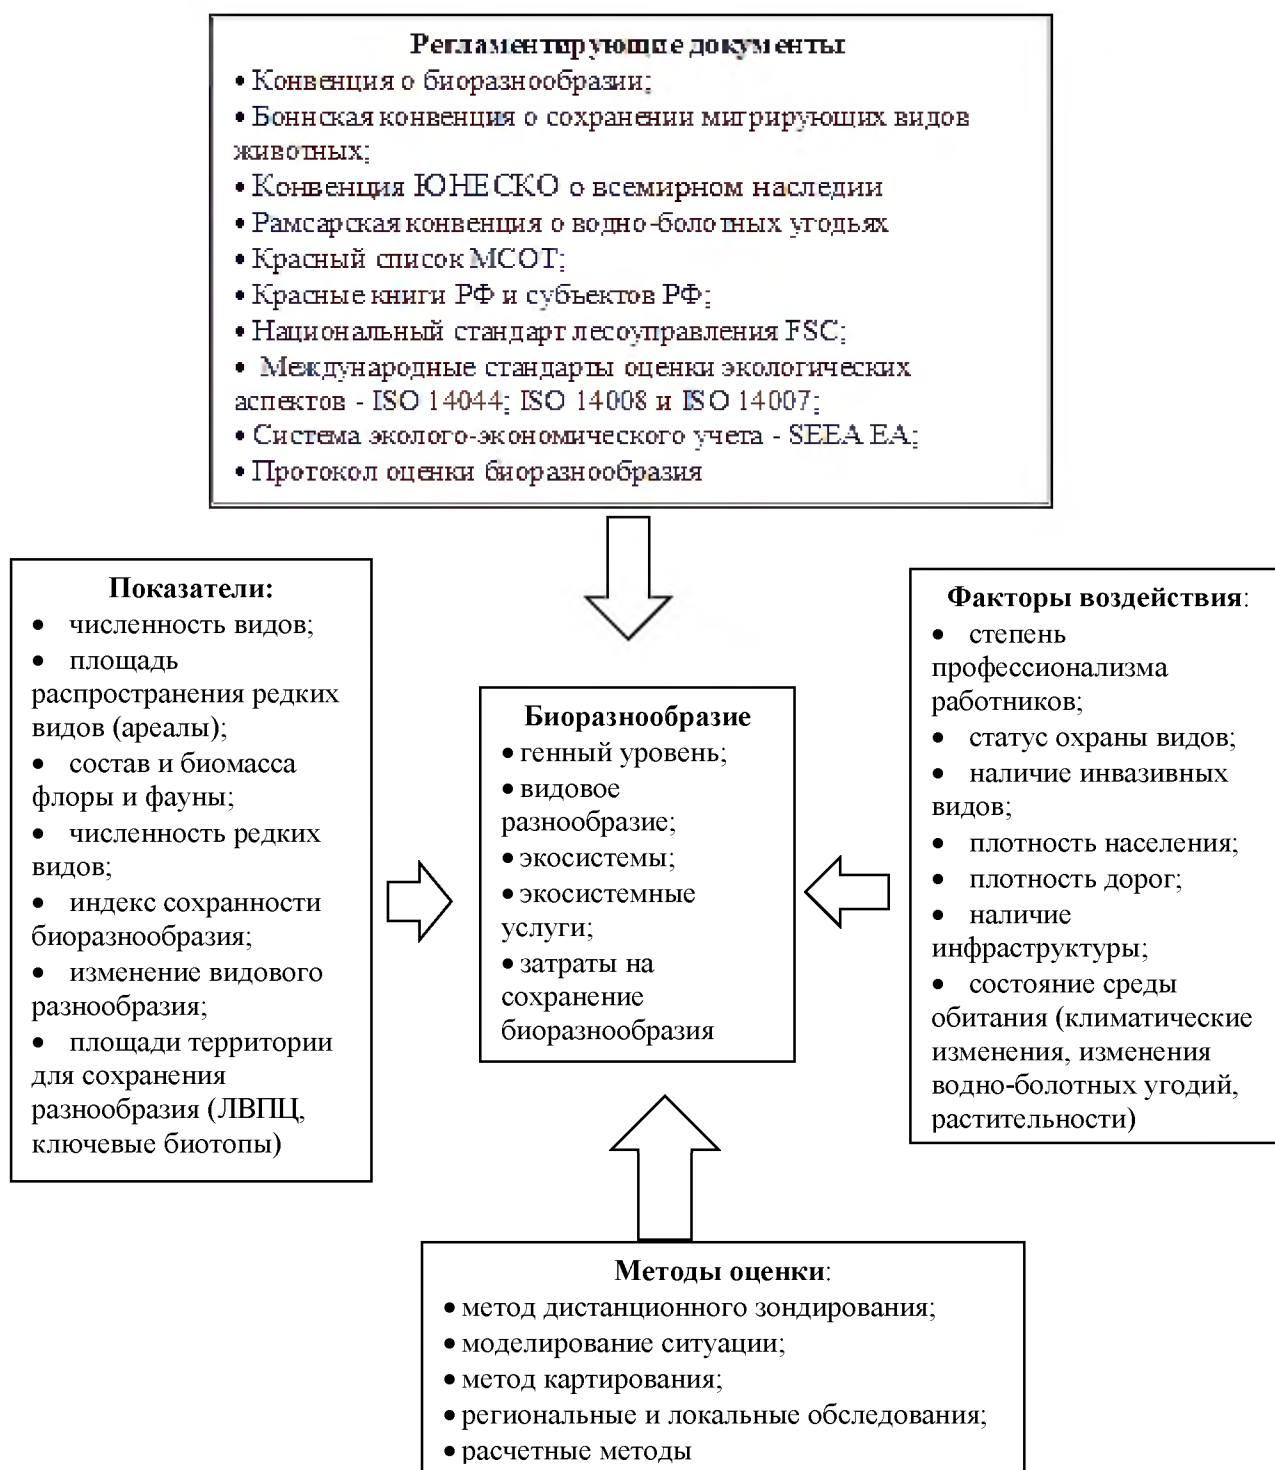 Регламентирующие документы
• Конвенция о биоразнообразии;
• Боннская конвенция о сохранении мигрирующих видов
животных;
• Конвенция ЮНЕСКО о всемирном наследии
• Рамсарская конвенция о водно-болотных угодьях
• Красный список МСОТ;
• Красные книги РФ и субъектов РФ;
• Национальный стандарт лесоуправления FSC;
• Международные стандарты оценки экологических
аспектов - ISO 14044; ISO 14008 и ISO 14007;
• Система эколого-экономического учета - SEEA EA;
• Протокол оценки биоразнообразия
Показатели:
• численность видов;
• площадь
распространения редких
видов (ареалы);
• состав и биомасса
флоры и фауны;
• численность редких
видов;
• индекс сохранности
биоразнообразия;
• изменение видового
разнообразия;
• площади территории
для сохранения
разнообразия (ЛВПЦ,
ключевые биотопы)
Биоразнообразие
• генный уровень;
• видовое
разнообразие;
• экосистемы;
• экосистемные
услуги;
• затраты на
сохранение
биоразнообразия
Факторы воздействия:
• степень
профессионализма
работников;
• статус охраны видов;
• наличие инвазивных
видов;
• плотность населения;
• плотность дорог;
• наличие
инфраструктуры;
• состояние среды
обитания (климатические
изменения, изменения
водно-болотных угодий,
растительности)
Методы оценки:
• метод дистанционного зондирования;
• моделирование ситуации;
• метод картирования;
• региональные и локальные обследования;
• расчетные методы